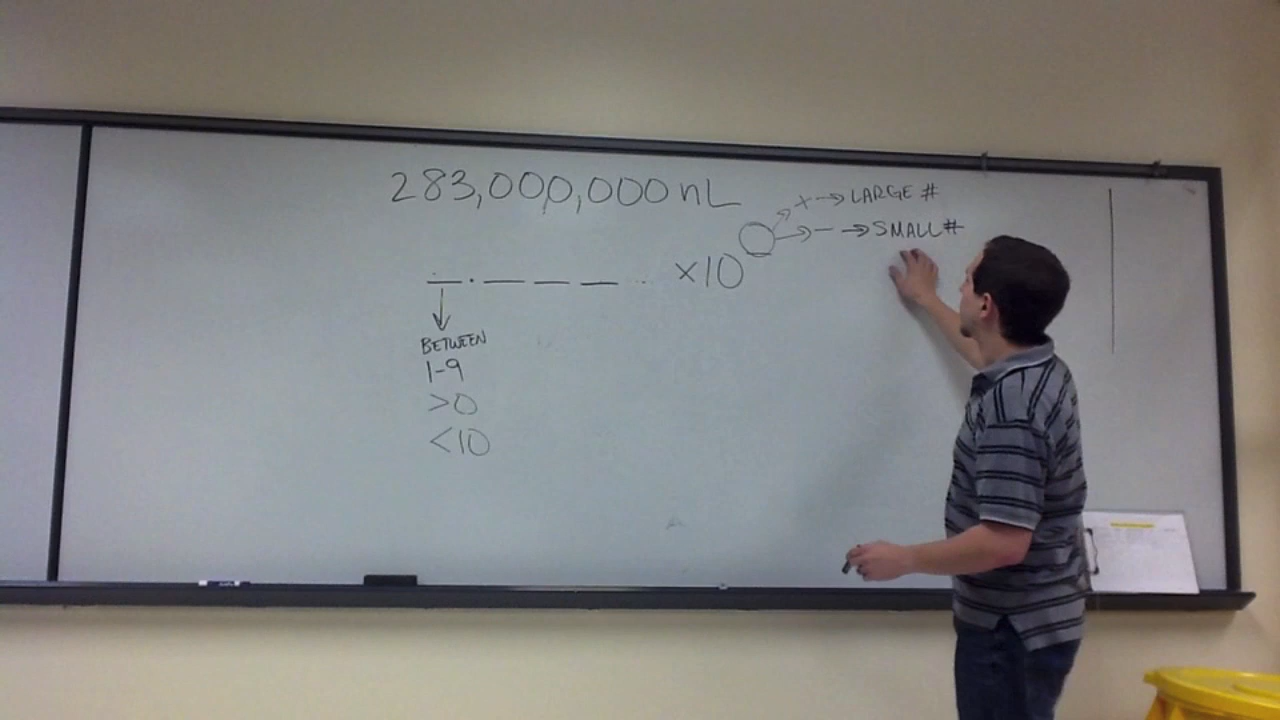 283,000,000 nL
+ → LARGE #
− → SMALL #
_ . _ _ _ ×10
BETWEEN
1-9
>0
<10